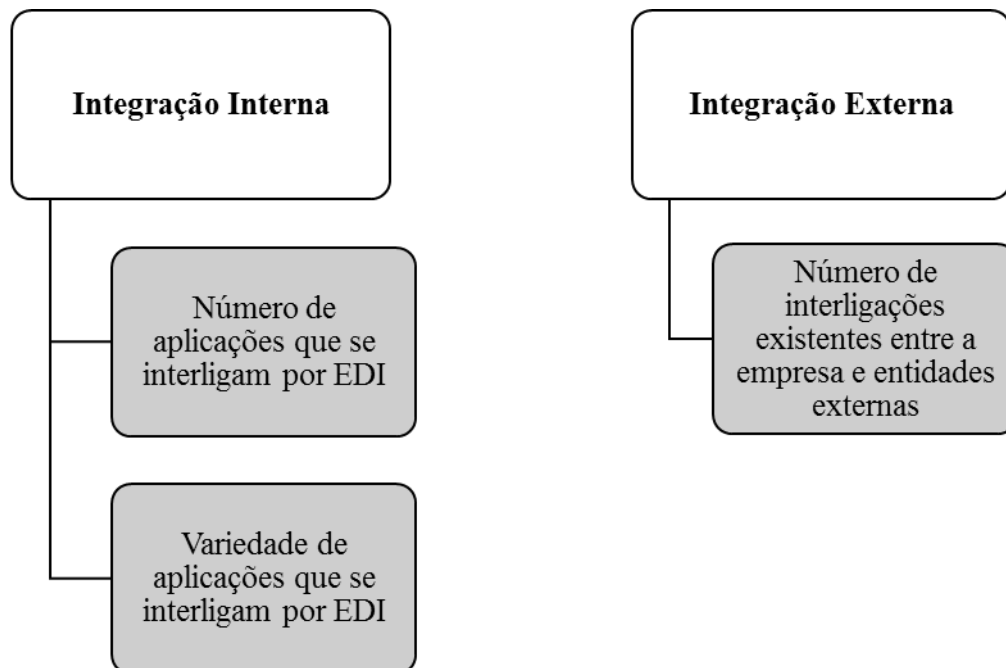 Integração Interna
Número de
aplicações que se
interligam por EDI
Variedade de
aplicações que se
interligam por EDI
Integração Externa
Número de
interligações
existentes entre a
empresa e entidades
externas